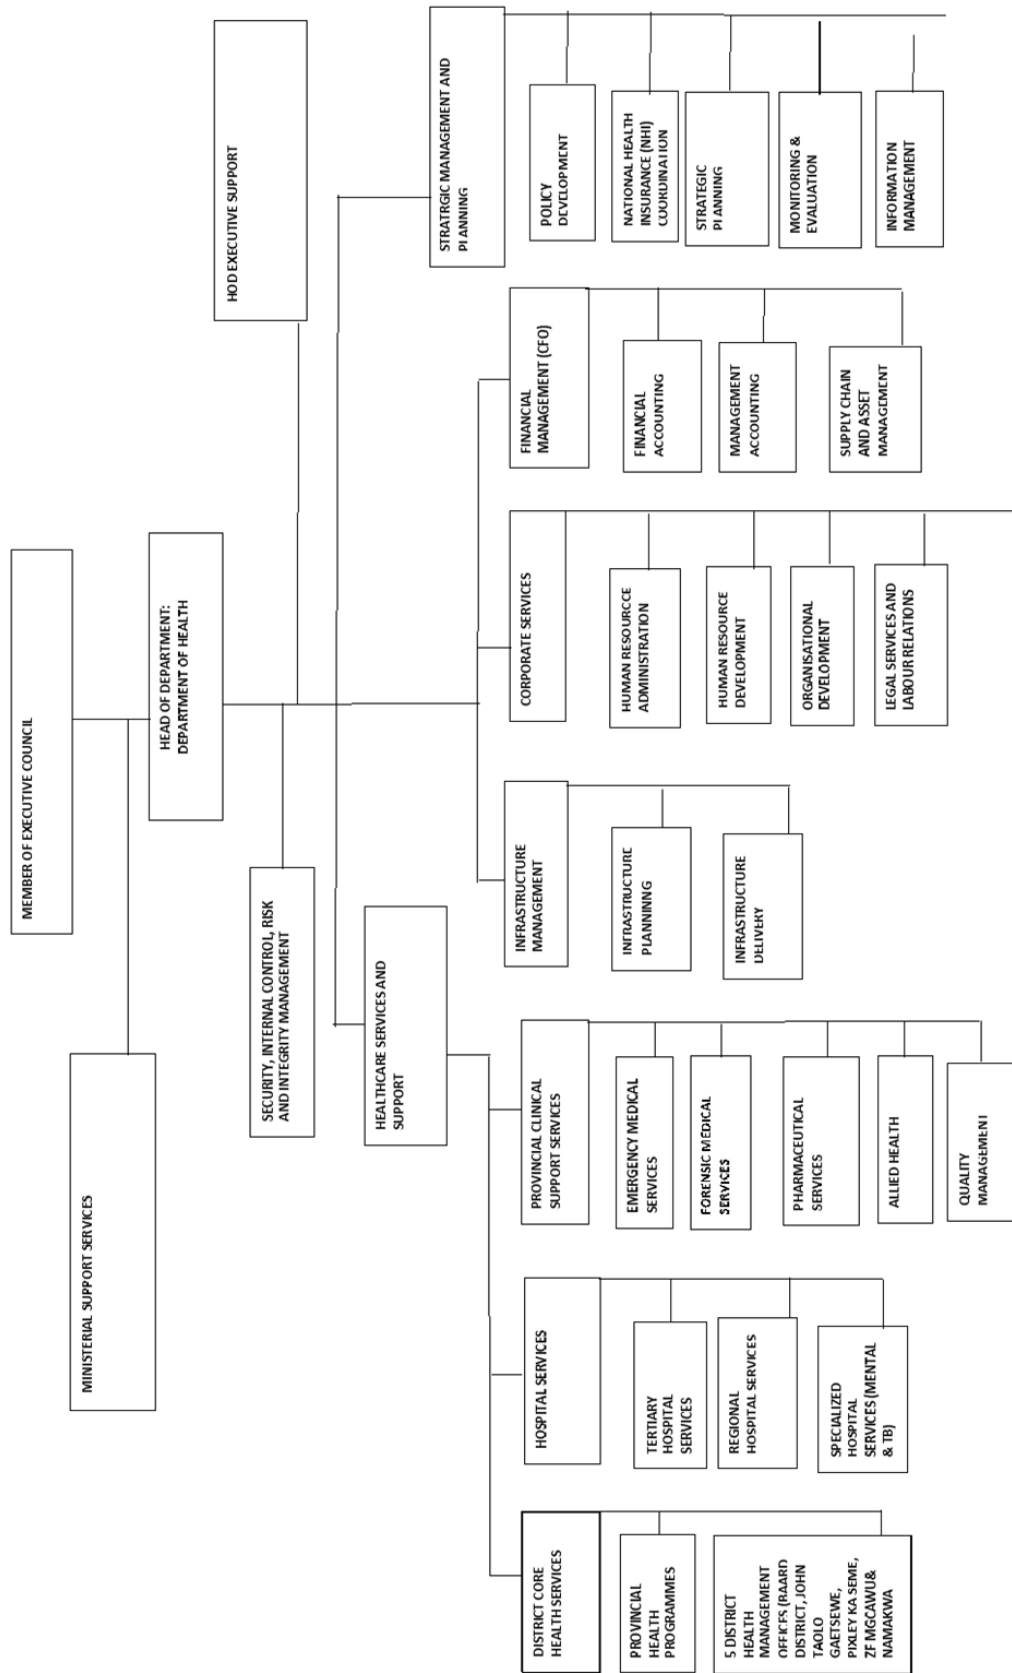 MEMBER OF EXECUTIVE COUNCIL
MINISTERIAL SUPPORT SERVICES
HEAD OF DEPARTMENT:
DEPARTMENT OF HEALTH
HOD EXECUTIVE SUPPORT
SECURITY, INTERNAL CONTROL, RISK
AND INTEGRITY MANAGEMENT
HEALTHCARE SERVICES AND
SUPPORT
STRATRGIC MANAGEMENT AND
PLANNING
DISTRICT CORE
HEALTH SERVICES
PROVINCIAL
HEALTH
PROGRAMMES
5 DISTRICT
HEALTH
MANAGEMENT
OFFICES (BAARD
DISTRICT, JOHN
TAOLO
GAETSEWE,
PIXLEY KA SEME,
ZF MGCAWU&
NAMAKWA
HOSPITAL SERVICES
TERTIARY
HOSPITAL
SERVICES
REGIONAL
HOSPITAL SERVICES
SPECIALIZED
HOSPITAL
SERVICES (MENTAL
& TB)
PROVINCIAL CLINICAL
SUPPORT SERVICES
EMERGENCY MEDICAL
SERVICES
FORENSIC MEDICAL
SERVICES
PHARMACEUTICAL
SERVICES
ALLIED HEALTH
QUALITY
MANAGEMENT
INFRASTRUCTURE
MANAGEMENT
INFRASTRUCTURE
PLANNINNG
INFRASTRUCTURE
DELIVERY
CORPORATE SERVICES
HUMAN RESOURCCE
ADMINISTRATION
HUMAN RESOURCE
DEVELOPMENT
ORGANISATIONAL
DEVELOPMENT
LEGAL SERVICES AND
LABOUR RELATIONS
FINANCIAL
MANAGEMENT (CFO)
FINANCIAL
ACCOUNTING
MANAGEMENT
ACCOUNTING
SUPPLY CHAIN
AND ASSET
MANAGEMENT
POLICY
DEVELOPMENT
NATIONAL HEALTH
INSURANCE (NHI)
COORDINATION
STRATEGIC
PLANNING
MONITORING &
EVALUATION
INFORMATION
MANAGEMENT